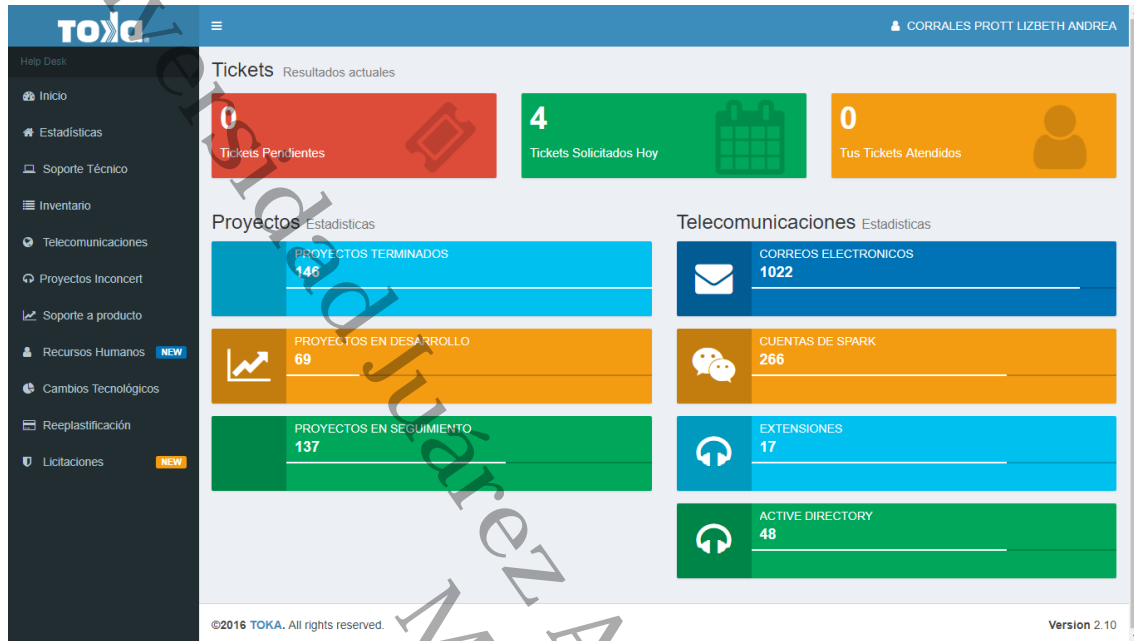 TOKA
CORRALES PROTT LIZBETH ANDREA
Help Desk
Inicio
Estadísticas
Soporte Técnico
Inventario
Telecomunicaciones
Proyectos Inconcert
Soporte a producto
Recursos Humanos NEW
Cambios Tecnológicos
Reeplastificación
Licitaciones NEW
Tickets Resultados actuales
0
Tickets Pendientes
4
Tickets Solicitados Hoy
0
Tus Tickets Atendidos
Proyectos Estadisticas
PROYECTOS TERMINADOS
146
PROYECTOS EN DESARROLLO
69
PROYECTOS EN SEGUIMIENTO
137
Telecomunicaciones Estadisticas
CORREOS ELECTRONICOS
1022
CUENTAS DE SPARK
266
EXTENSIONES
17
ACTIVE DIRECTORY
48
©2016 TOKA. All rights reserved.
Version 2.10
versidad Juárez A
M